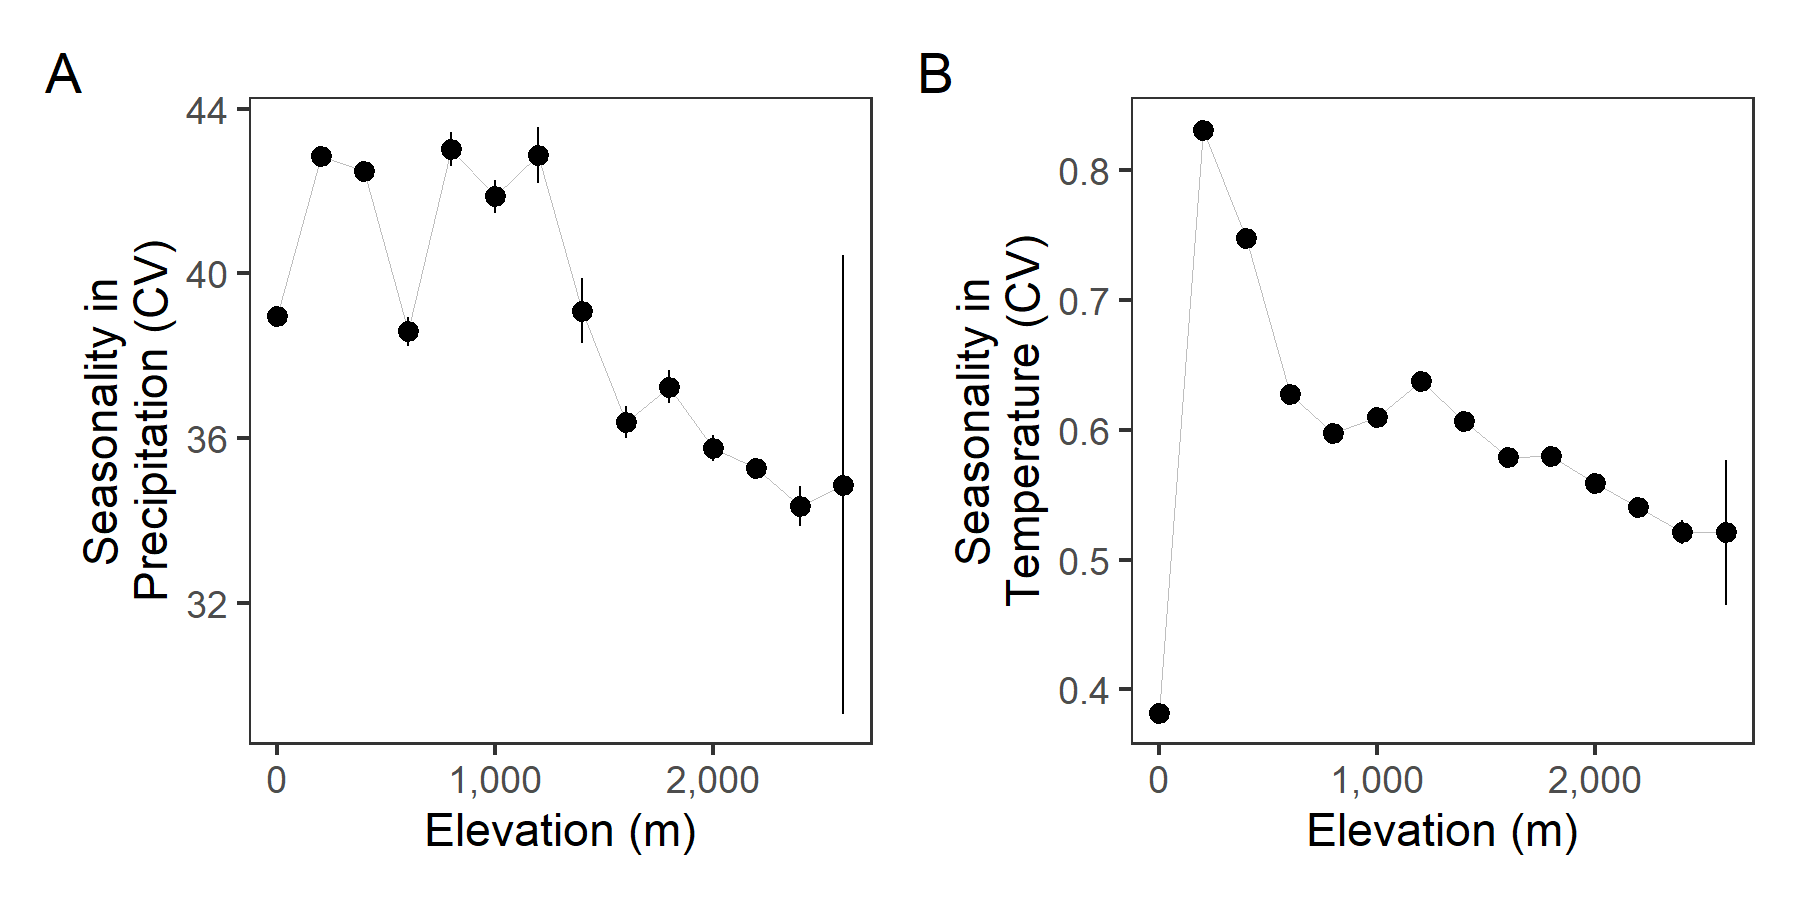 A
Seasonality in
Precipitation (CV)
44
40
36
32
0 1,000 2,000
Elevation (m)
B
Seasonality in
Temperature (CV)
0.8
0.7
0.6
0.5
0.4
0 1,000 2,000
Elevation (m)